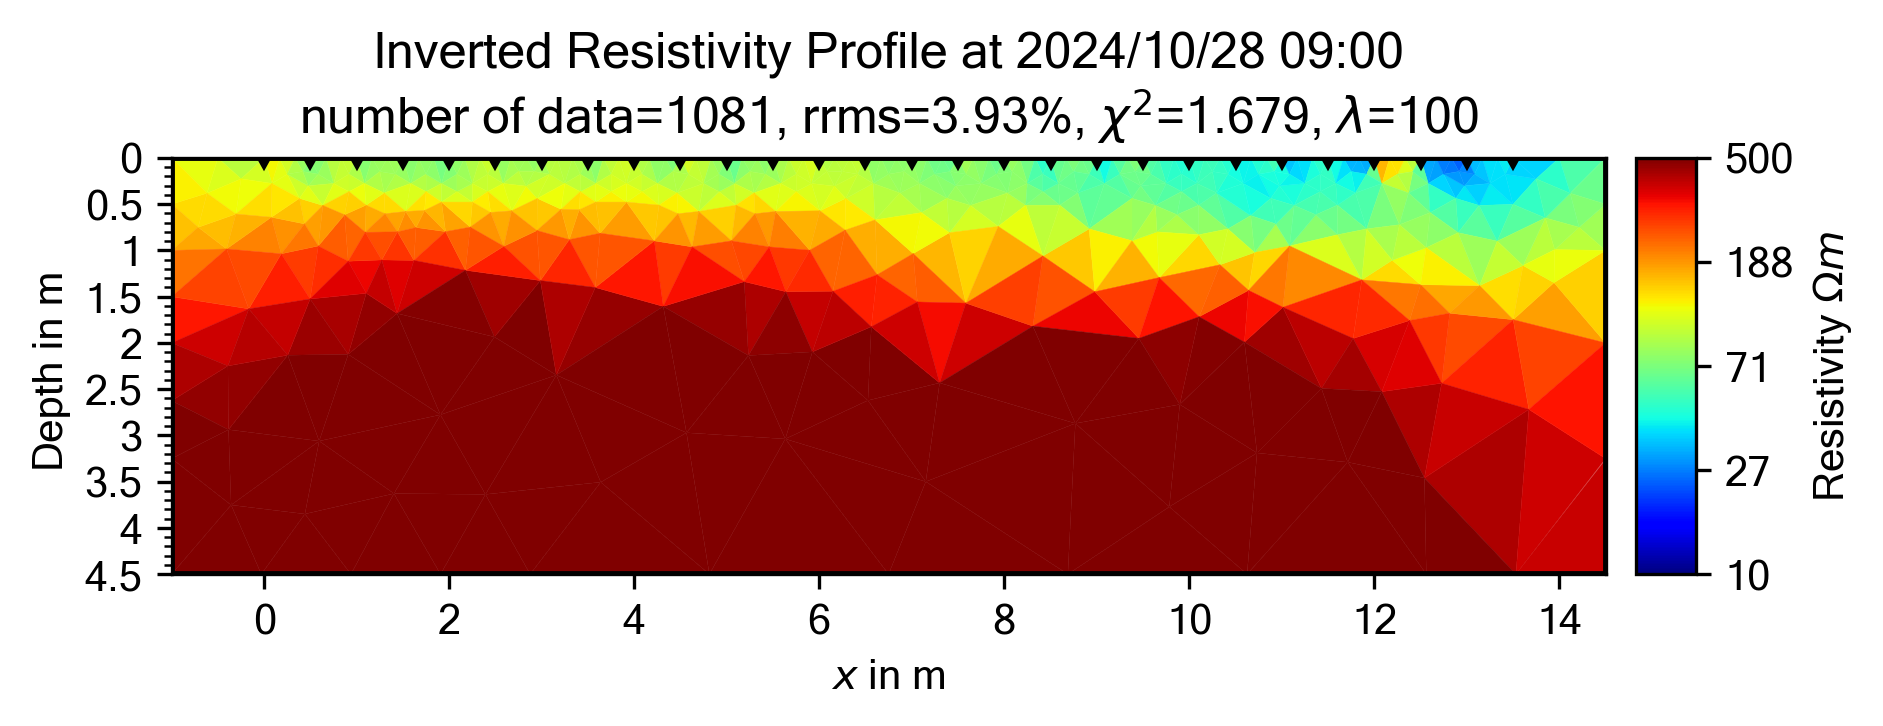 Inverted Resistivity Profile at 2024/10/28 09:00
number of data=1081, rrms=3.93%, χ²=1.679, λ=100
0
0.5
1
1.5
2
2.5
3
3.5
4
4.5
Depth in m
0 2 4 6 8 10 12 14
x in m
500
188
71
27
10
Resistivity Ωm